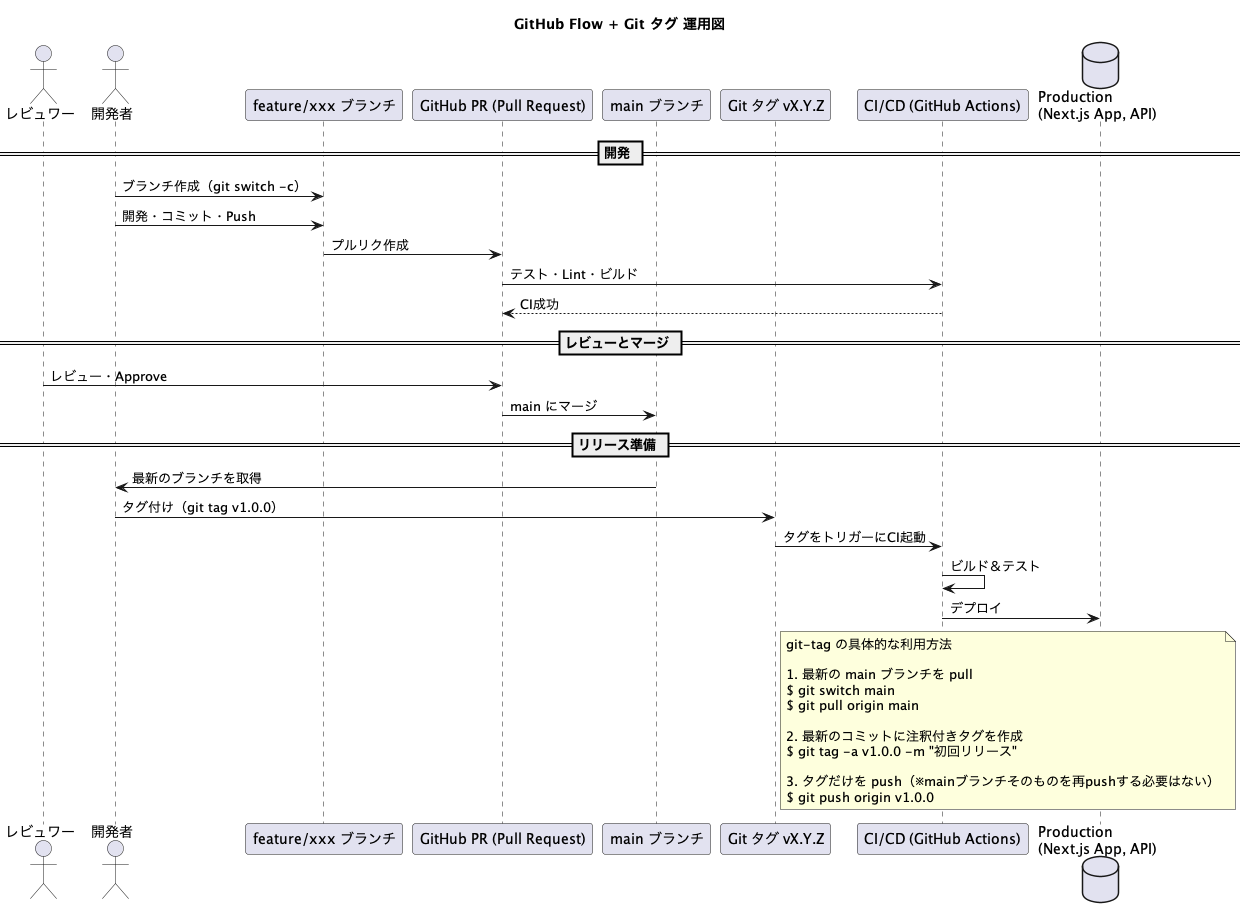 GitHub Flow + Git タグ 運用図
レビュワー
開発者
feature/xxx ブランチ
GitHub PR (Pull Request)
main ブランチ
Git タグ vX.Y.Z
CI/CD (GitHub Actions)
Production
(Next.js App, API)
開発
ブランチ作成（git switch -c）
開発・コミット・Push
プルリク作成
テスト・Lint・ビルド
CI成功
レビューとマージ
レビュー・Approve
main にマージ
リリース準備
最新のブランチを取得
タグ付け（git tag v1.0.0）
タグをトリガーにCI起動
ビルド＆テスト
デプロイ
git-tag の具体的な利用方法
1. 最新の main ブランチを pull
$ git switch main
$ git pull origin main
2. 最新のコミットに注釈付きタグを作成
$ git tag -a v1.0.0 -m "初回リリース"
3. タグだけを push（※mainブランチそのものを再pushする必要はない）
$ git push origin v1.0.0
レビュワー
開発者
feature/xxx ブランチ
GitHub PR (Pull Request)
main ブランチ
Git タグ vX.Y.Z
CI/CD (GitHub Actions)
Production
(Next.js App, API)